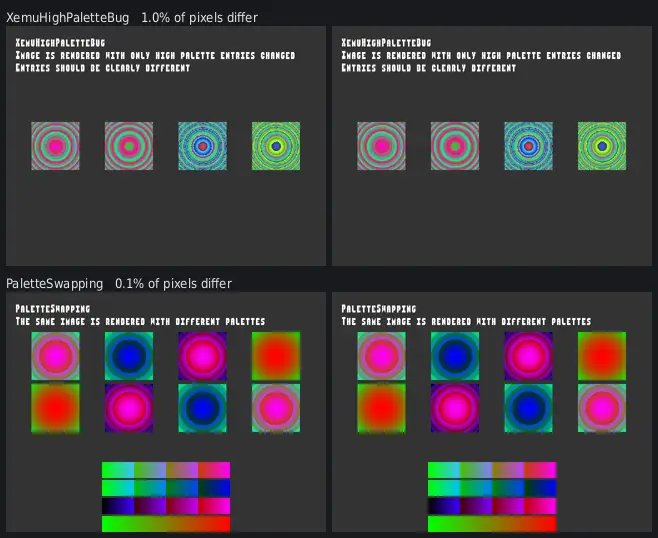 XemuHighPaletteBug 1.0% of pixels differ
XemuHighPaletteBug
Image is rendered with only high palette entries changed
Entries should be clearly different
XemuHighPaletteBug
Image is rendered with only high palette entries changed
Entries should be clearly different
PaletteSwapping 0.1% of pixels differ
PaletteSwapping
The same image is rendered with different palettes
PaletteSwapping
The same image is rendered with different palettes